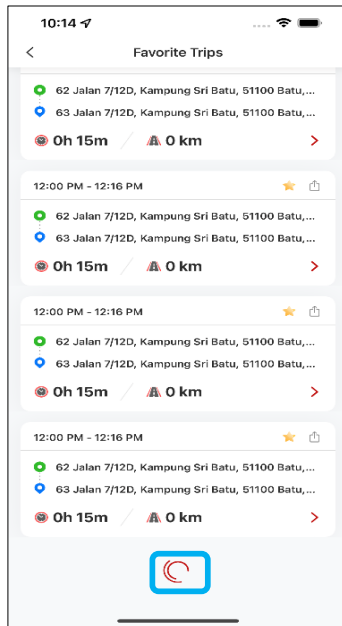 10:14
Favorite Trips
62 Jalan 7/12D, Kampung Sri Batu, 51100 Batu,...
63 Jalan 7/12D, Kampung Sri Batu, 51100 Batu,...
0h 15m / 0 km
12:00 PM - 12:16 PM
62 Jalan 7/12D, Kampung Sri Batu, 51100 Batu,...
63 Jalan 7/12D, Kampung Sri Batu, 51100 Batu,...
0h 15m / 0 km
12:00 PM - 12:16 PM
62 Jalan 7/12D, Kampung Sri Batu, 51100 Batu,...
63 Jalan 7/12D, Kampung Sri Batu, 51100 Batu,...
0h 15m / 0 km
12:00 PM - 12:16 PM
62 Jalan 7/12D, Kampung Sri Batu, 51100 Batu,...
63 Jalan 7/12D, Kampung Sri Batu, 51100 Batu,...
0h 15m / 0 km